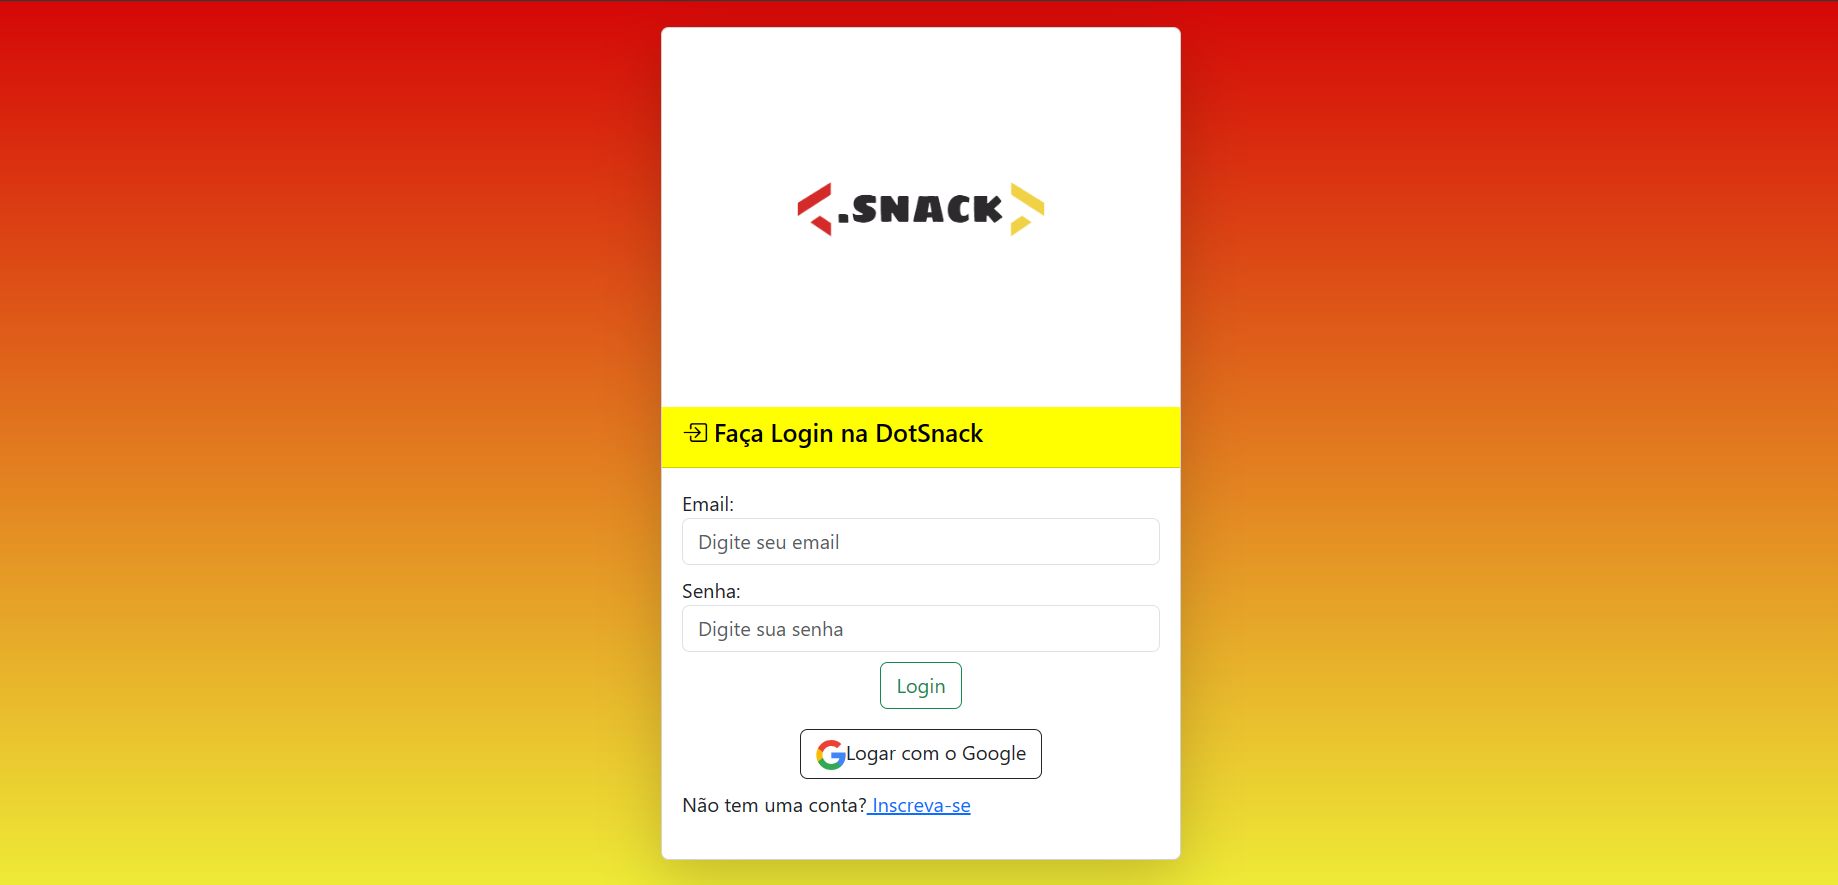 .SNACK
Faça Login na DotSnack
Email:
Digite seu email
Senha:
Digite sua senha
Login
Logar com o Google
Não tem uma conta? Inscreva-se